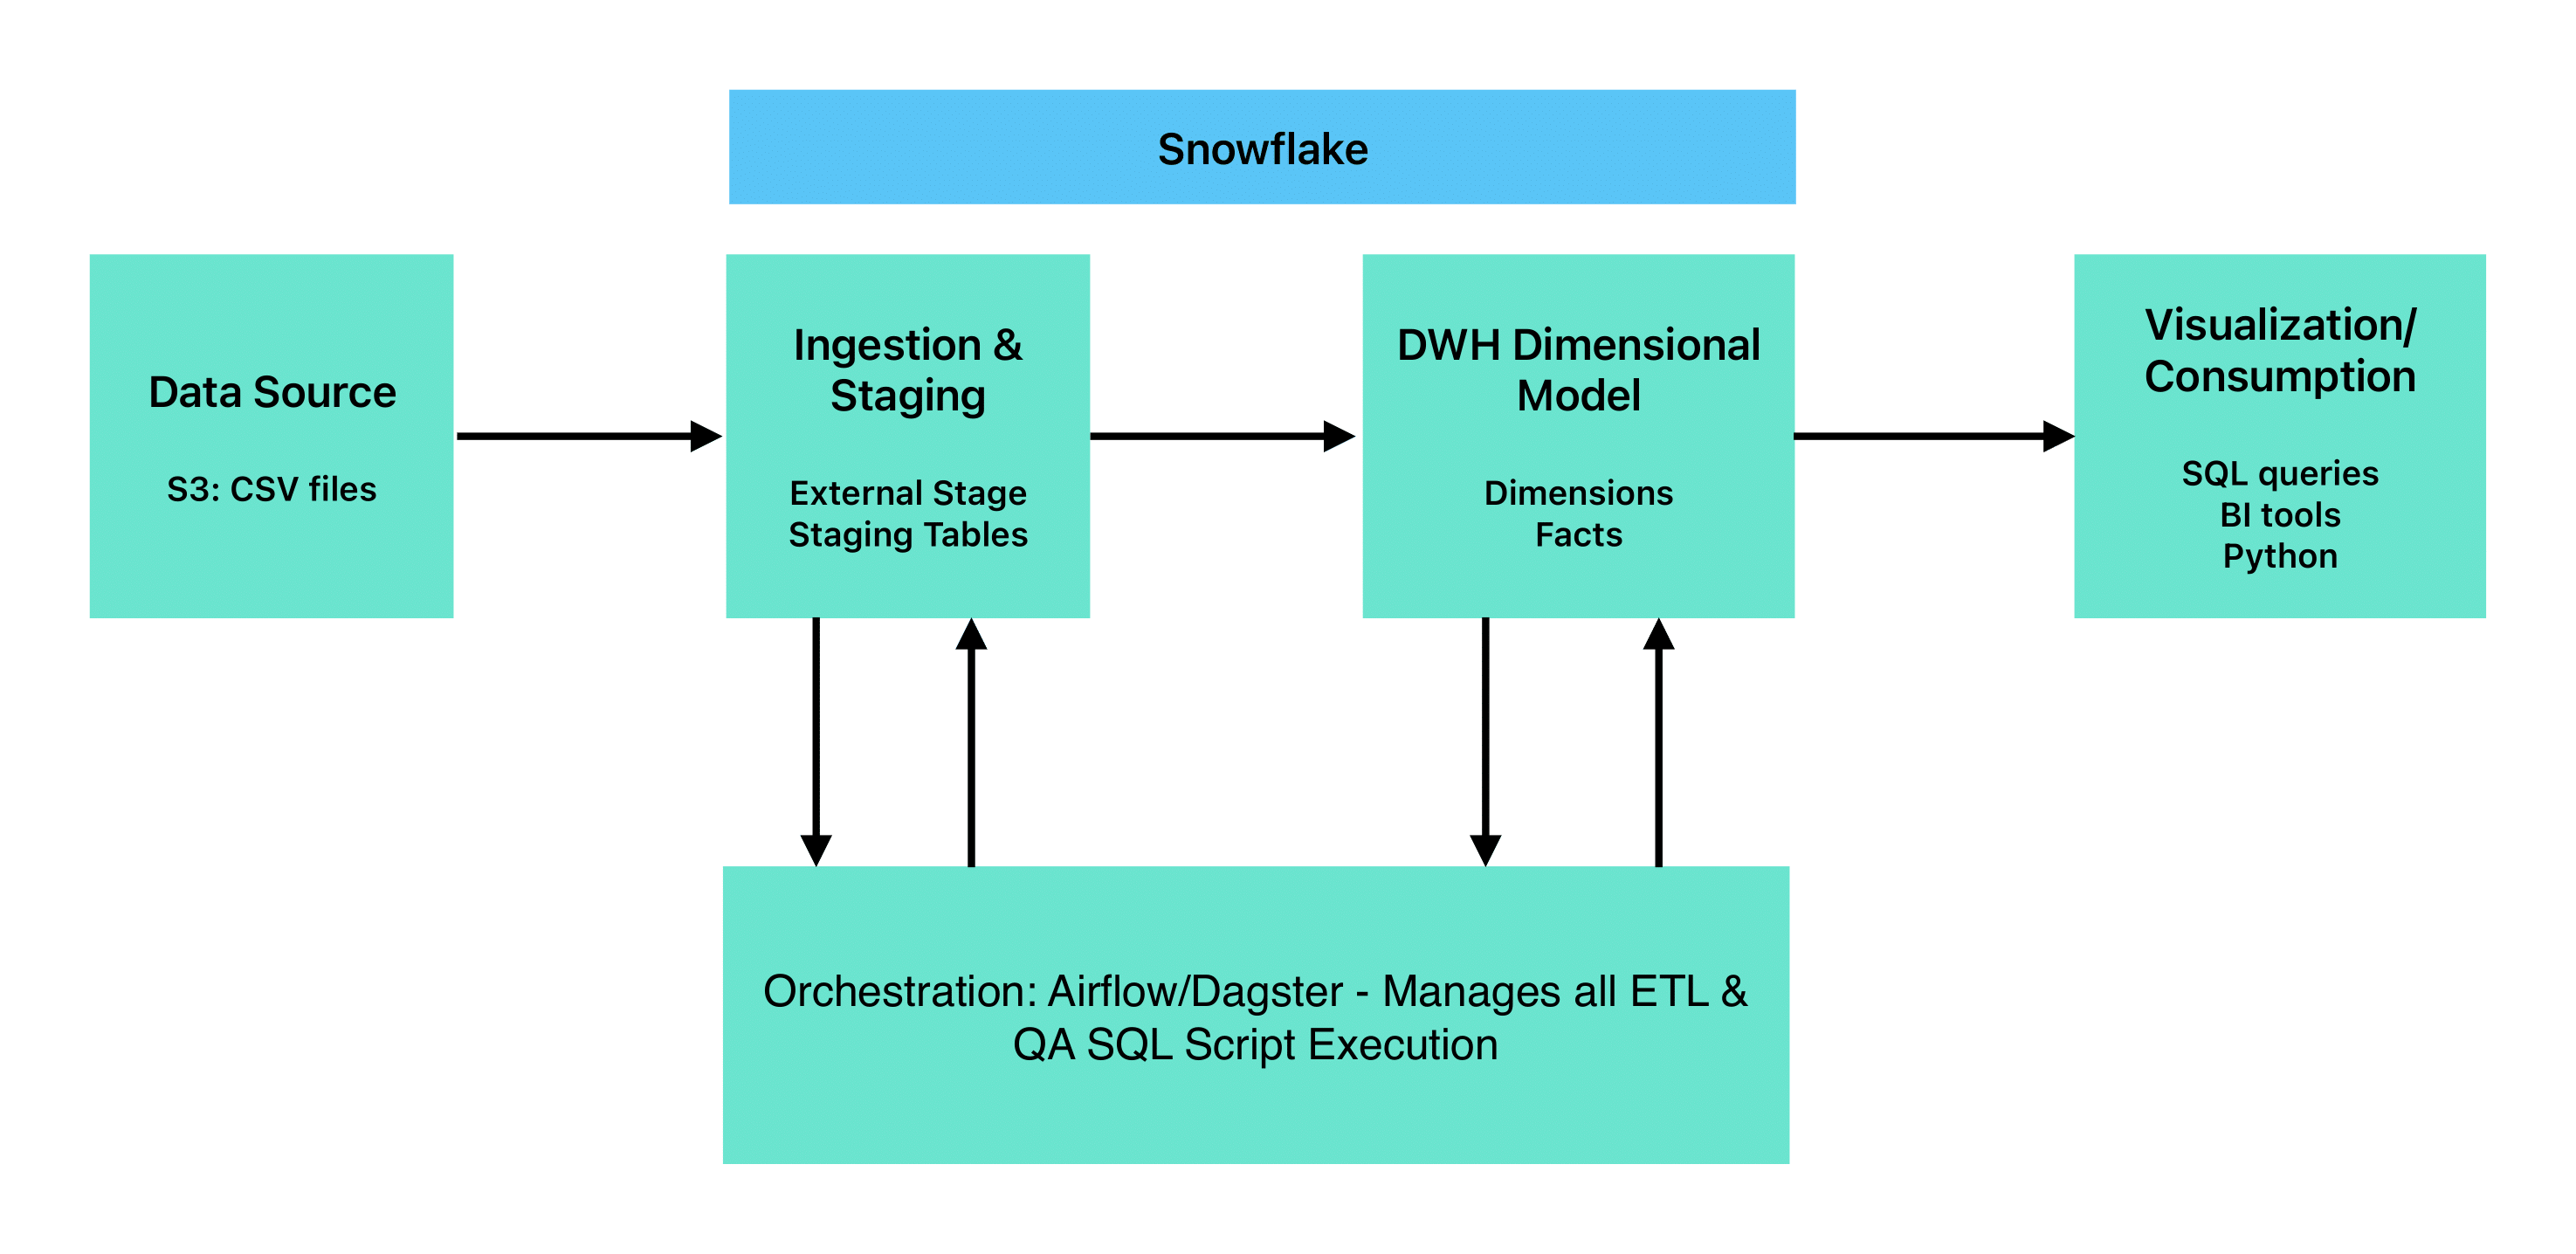 Snowflake
Data Source
S3: CSV files
Ingestion &
Staging
External Stage
Staging Tables
DWH Dimensional
Model
Dimensions
Facts
Visualization/
Consumption
SQL queries
BI tools
Python
Orchestration: Airflow/Dagster - Manages all ETL &
QA SQL Script Execution